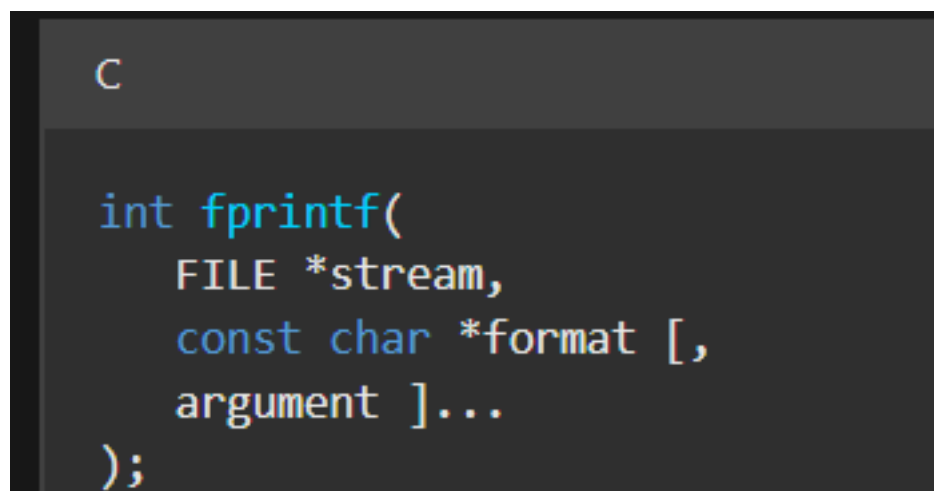 C
int fprintf(
FILE *stream,
const char *format [,
argument ]...
);